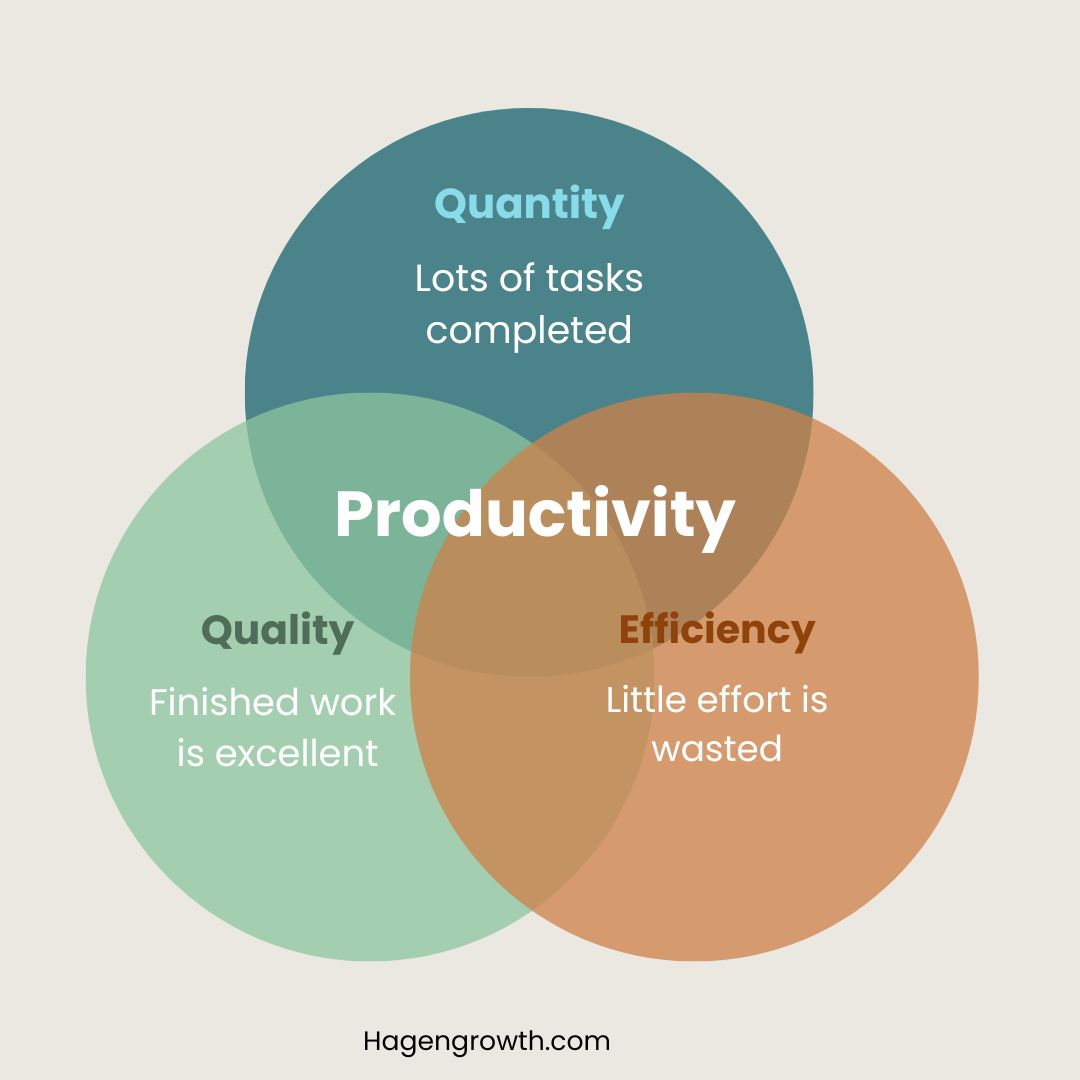 Quantity
Lots of tasks
completed
Productivity
Quality
Finished work
is excellent
Efficiency
Little effort is
wasted
Hagengrowth.com